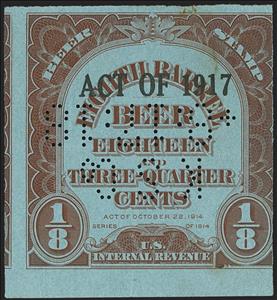 BEER STAMP
ACT OF 1917
EIGHTH BARREL
BEER
EIGHTEEN
AND
THREE-QUARTER
CENTS
ACT OF OCTOBER 22, 1914
SERIES OF 1914
1/8 1/8
U.S.
INTERNAL REVENUE